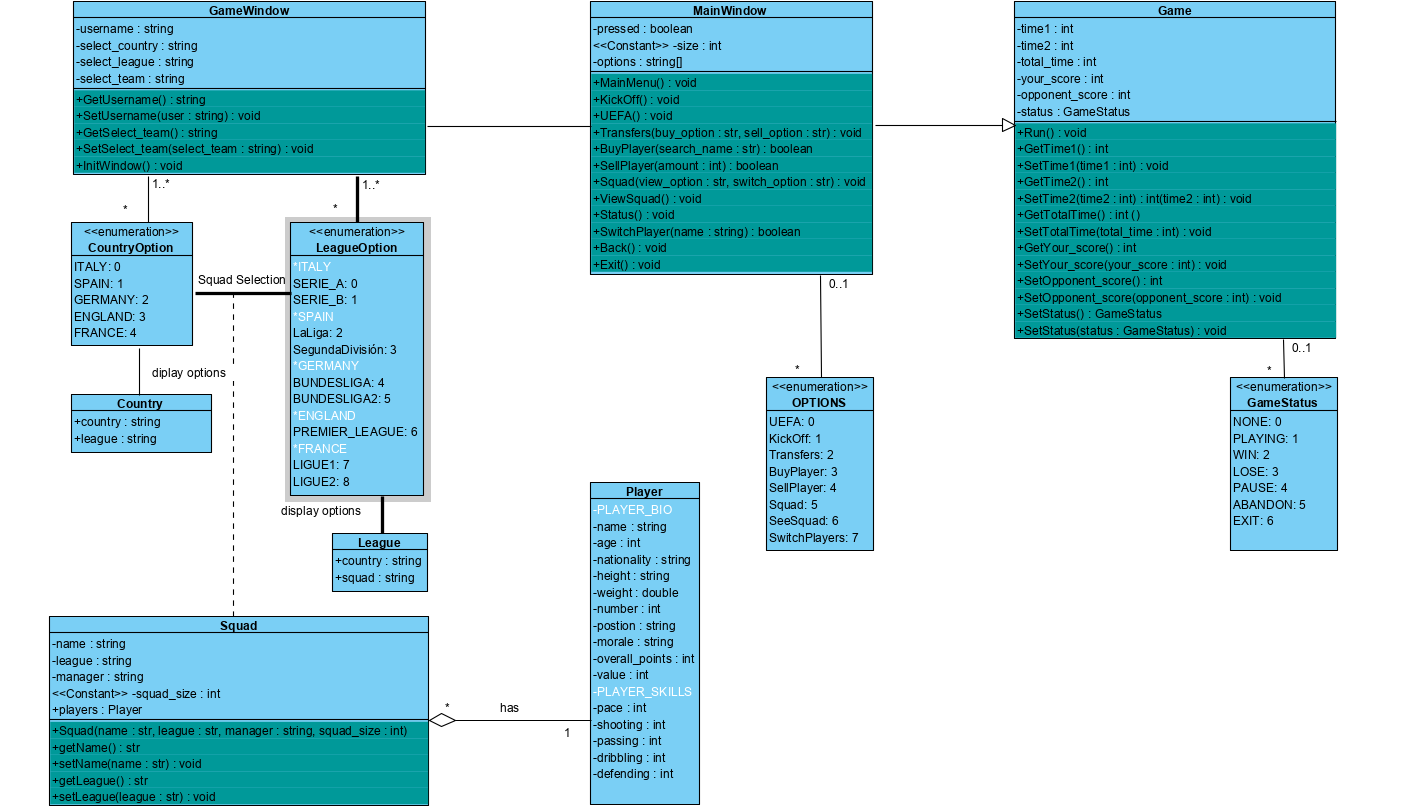 GameWindow
-username : string
-select_country : string
-select_league : string
-select_team : string
+GetUsername() : string
+SetUsername(user : string) : void
+GetSelect_team() : string
+SetSelect_team(select_team : string) : void
+InitWindow() : void
1..*
*
1..*
*
MainWindow
-pressed : boolean
<<Constant>> -size : int
-options : string[]
+MainMenu() : void
+KickOff() : void
+UEFA() : void
+Transfers(buy_option : str, sell_option : str) : void
+BuyPlayer(search_name : str) : boolean
+SellPlayer(amount : int) : boolean
+Squad(view_option : str, switch_option : str) : void
+ViewSquad() : void
+Status() : void
+SwitchPlayer(name : string) : boolean
+Back() : void
+Exit() : void
0..1
*
Game
-time1 : int
-time2 : int
-total_time : int
-your_score : int
-opponent_score : int
-status : GameStatus
+Run() : void
+GetTime1() : int
+SetTime1(time1 : int) : void
+GetTime2() : int
+SetTime2(time2 : int) : int(time2 : int) : void
+GetTotalTime() : int ()
+SetTotalTime(total_time : int) : void
+GetYour_score() : int
+SetYour_score(your_score : int) : void
+SetOpponent_score() : int
+SetOpponent_score(opponent_score : int) : void
+SetStatus() : GameStatus
+SetStatus(status : GameStatus) : void
0..1
*
<<enumeration>>
CountryOption
ITALY: 0
SPAIN: 1
GERMANY: 2
ENGLAND: 3
FRANCE: 4
Squad Selection
<<enumeration>>
LeagueOption
*ITALY
SERIE_A: 0
SERIE_B: 1
*SPAIN
LaLiga: 2
SegundaDivisión: 3
*GERMANY
BUNDESLIGA: 4
BUNDESLIGA2: 5
*ENGLAND
PREMIER_LEAGUE: 6
*FRANCE
LIGUE1: 7
LIGUE2: 8
diplay options
Country
+country : string
+league : string
display options
League
+country : string
+squad : string
<<enumeration>>
OPTIONS
UEFA: 0
KickOff: 1
Transfers: 2
BuyPlayer: 3
SellPlayer: 4
Squad: 5
SeeSquad: 6
SwitchPlayers: 7
<<enumeration>>
GameStatus
NONE: 0
PLAYING: 1
WIN: 2
LOSE: 3
PAUSE: 4
ABANDON: 5
EXIT: 6
Player
-PLAYER_BIO
-name : string
-age : int
-nationality : string
-height : string
-weight : double
-number : int
-postion : string
-morale : string
-overall_points : int
-value : int
-PLAYER_SKILLS
-pace : int
-shooting : int
-passing : int
-dribbling : int
-defending : int
Squad
-name : string
-league : string
-manager : string
<<Constant>> -squad_size : int
+players : Player
+Squad(name : str, league : str, manager : string, squad_size : int)
+getName() : str
+setName(name : str) : void
+getLeague() : str
+setLeague(league : str) : void
*
has
1